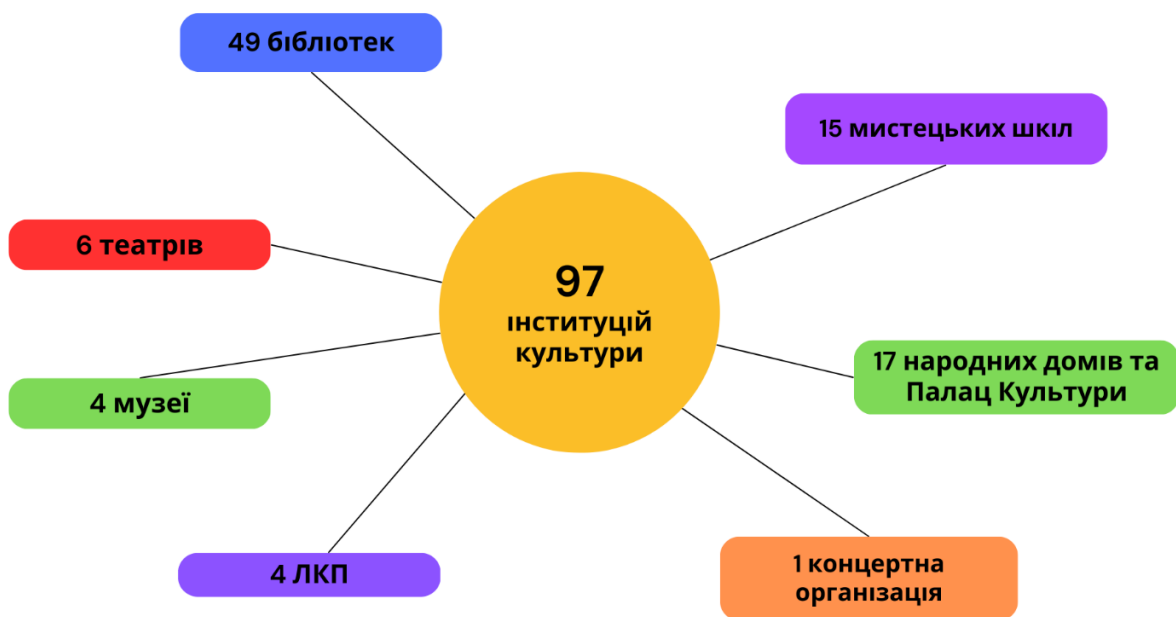 49 бібліотек
15 мистецьких шкіл
6 театрів
97
інституцій
культури
17 народних домів та
Палац Культури
4 музеї
4 ЛКП
1 концертна
організація